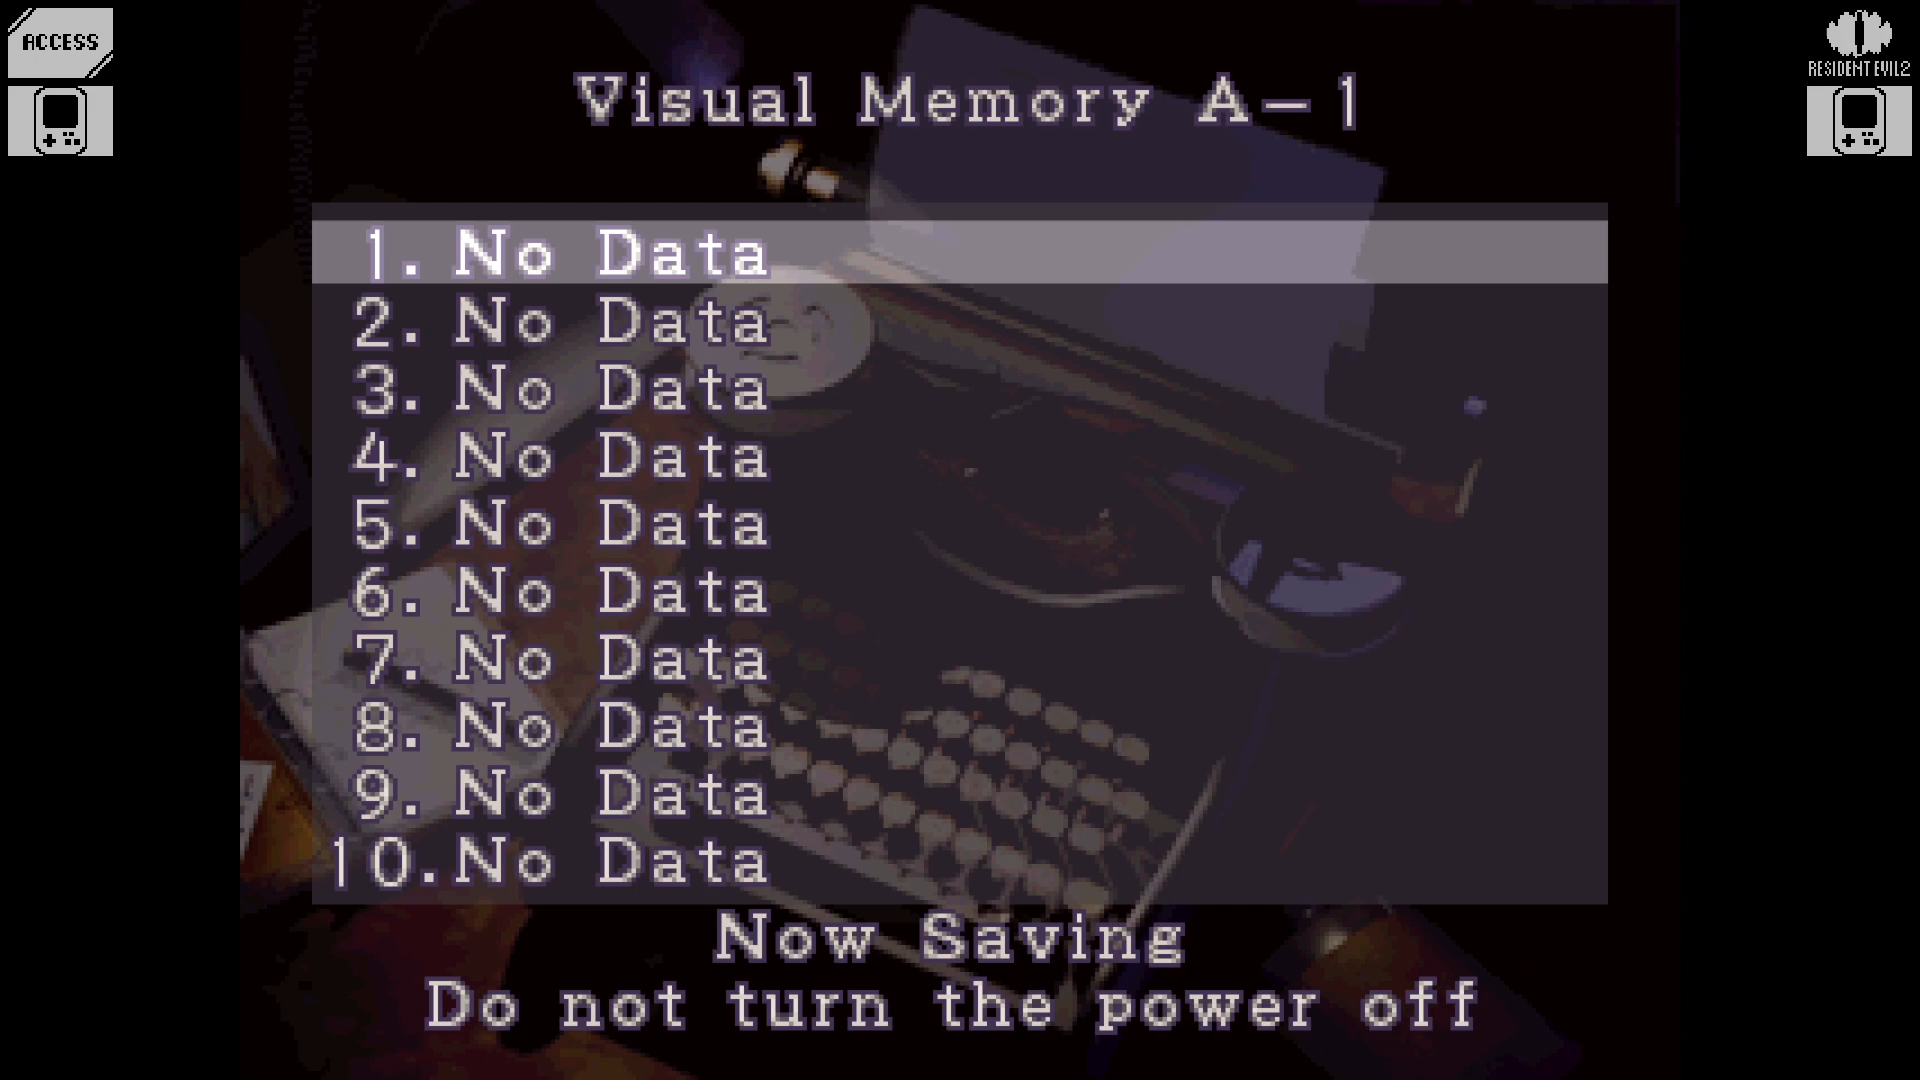 ACCESS
RESIDENT EVIL 2
Visual Memory A-1
1. No Data
2. No Data
3. No Data
4. No Data
5. No Data
6. No Data
7. No Data
8. No Data
9. No Data
10. No Data
Now Saving
Do not turn the power off